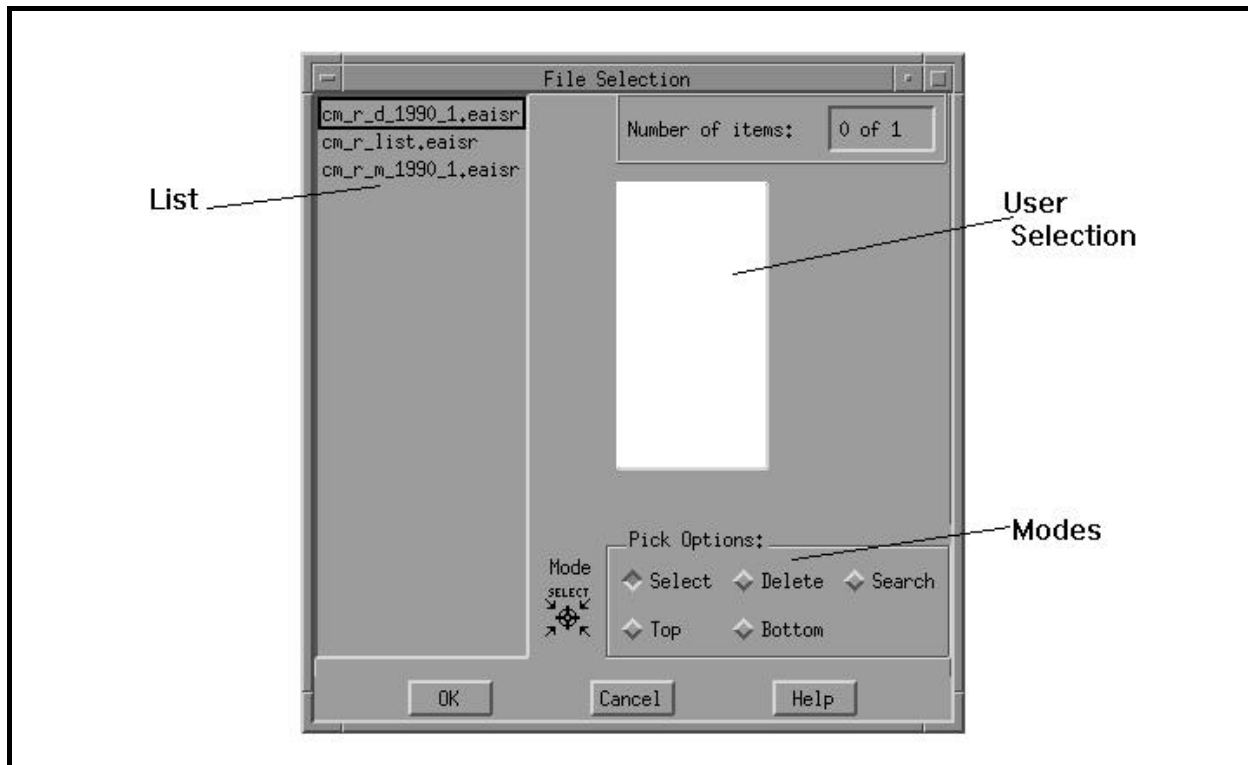 File Selection
cm_r_d_1990_1.eaisr
cm_r_list.eaisr
cm_r_m_1990_1.eaisr
List
Number of items:
0 of 1
User
Selection
Modes
Pick Options:
Mode
SELECT
Select
Delete
Search
Top
Bottom
OK
Cancel
Help